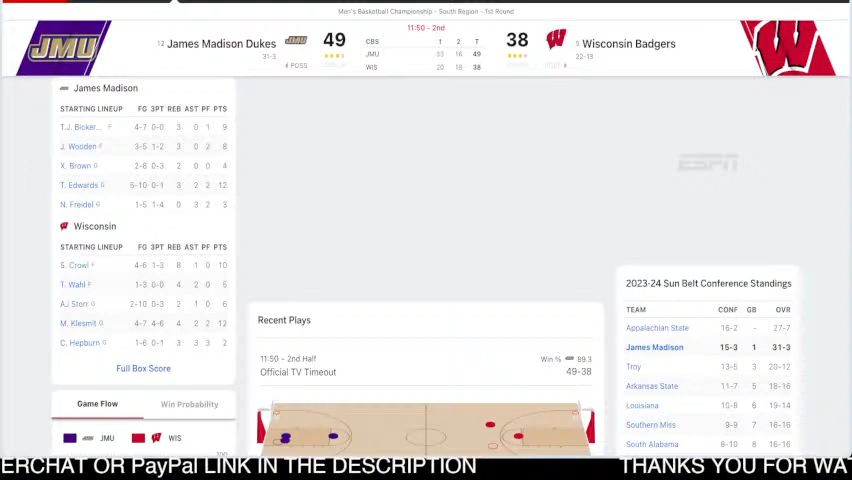 Men's Basketball Championship - South Region - 1st Round
JMU
12 James Madison Dukes JMU 49
31-3
POSS
11:50 - 2nd
CBS 1 2 T
JMU 33 16 49
WIS 20 18 38
38 W 5 Wisconsin Badgers
22-13
W
James Madison
STARTING LINEUP FG 3PT REB AST PF PTS
T.J. Bicker... F 4-7 0-0 3 0 1 9
J. Wooden F 3-5 1-2 3 0 2 8
X. Brown G 2-8 0-3 2 0 0 4
T. Edwards G 5-10 0-1 3 2 2 12
N. Freidel G 1-5 1-4 0 3 2 3
Wisconsin
STARTING LINEUP FG 3PT REB AST PF PTS
S. Crowl F 4-6 1-3 8 1 0 10
T. Wahl F 1-3 0-0 4 2 0 5
AJ Storr G 2-10 0-3 2 1 0 6
M. Klesmit G 4-7 4-6 4 2 2 12
C. Hepburn G 1-6 0-1 3 3 3 2
Full Box Score
Game Flow Win Probability
JMU WIS
100
ESPN
Recent Plays
11:50 - 2nd Half Win % 89.3
Official TV Timeout 49-38
2023-24 Sun Belt Conference Standings
TEAM CONF GB OVR
Appalachian State 16-2 - 27-7
James Madison 15-3 1 31-3
Troy 13-5 3 20-12
Arkansas State 11-7 5 18-16
Louisiana 10-8 6 19-14
Southern Miss 9-9 7 16-16
South Alabama 8-10 8 16-16
ERCHAT OR PayPal LINK IN THE DESCRIPTION THANKS YOU FOR WA